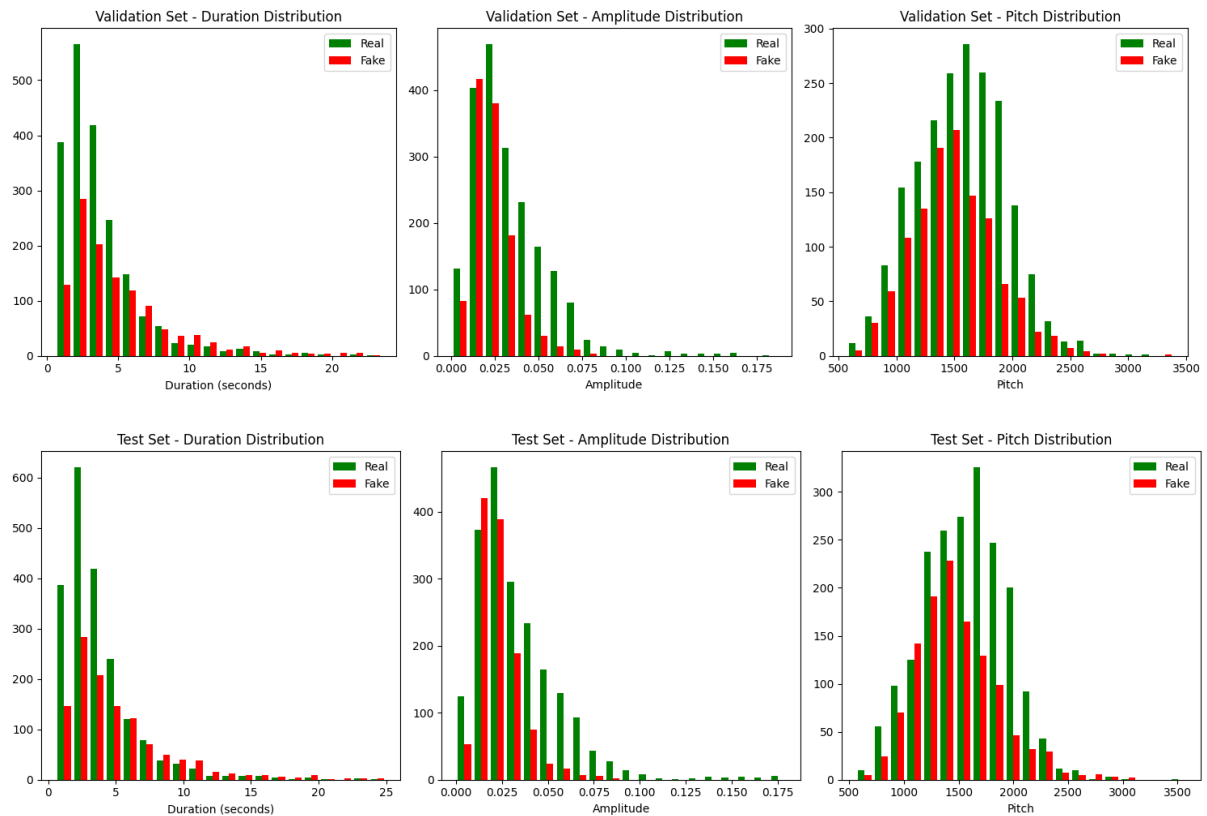 Validation Set - Duration Distribution
Real
Fake
500
400
300
200
100
0
0 5 10 15 20
Duration (seconds)
Validation Set - Amplitude Distribution
Real
Fake
400
300
200
100
0
0.000 0.025 0.050 0.075 0.100 0.125 0.150 0.175
Amplitude
Validation Set - Pitch Distribution
Real
Fake
300
250
200
150
100
50
0
500 1000 1500 2000 2500 3000 3500
Pitch
Test Set - Duration Distribution
Real
Fake
600
500
400
300
200
100
0
0 5 10 15 20 25
Duration (seconds)
Test Set - Amplitude Distribution
Real
Fake
400
300
200
100
0
0.000 0.025 0.050 0.075 0.100 0.125 0.150 0.175
Amplitude
Test Set - Pitch Distribution
Real
Fake
300
250
200
150
100
50
0
500 1000 1500 2000 2500 3000 3500
Pitch